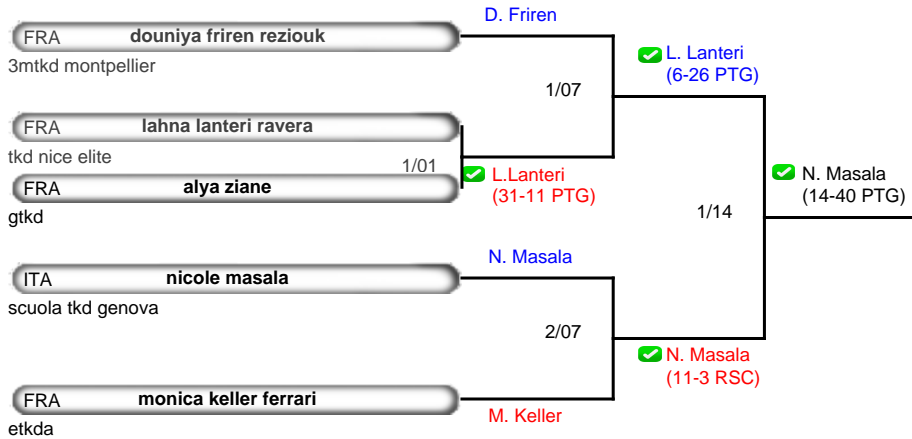 D. Friren
FRA douniya friren reziouk
3mtkd montpellier
L. Lanteri
(6-26 PTG)
1/07
FRA lahna lanteri ravera
tkd nice elite
1/01
L.Lanteri
(31-11 PTG)
FRA alya ziane
gtkd
N. Masala
(14-40 PTG)
1/14
N. Masala
ITA nicole masala
scuola tkd genova
2/07
N. Masala
(11-3 RSC)
FRA monica keller ferrari
M. Keller
etkda